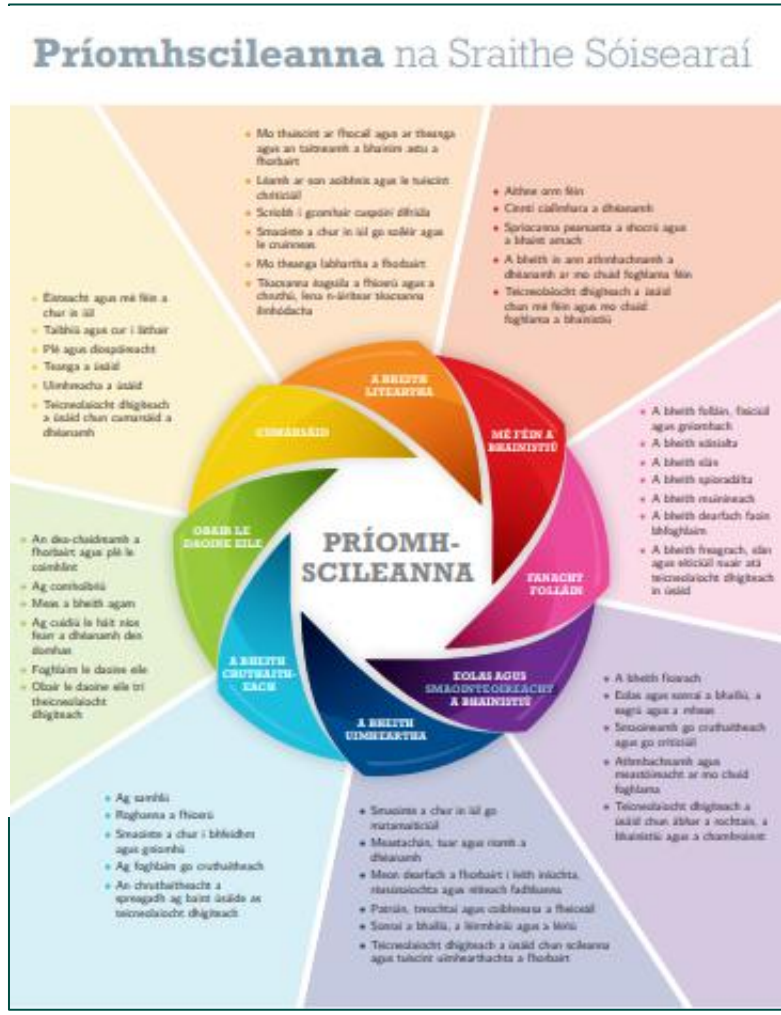 Príomhscileanna na Sraithe Sóisearaí
• Mo thuiscint ar fhocail agus ar theanga
agus an taitneamh a bhainim astu a
fhorbairt
• Léamh ar son aoibhnis agus le tuiscint
chriticiúil
• Scríobh i gcomhair cuspóirí difriúla
• Smaointe a chur in iúl go soiléir agus
le cruinneas
• Mo theanga labhartha a fhorbairt
• Téacsanna éagsúla a fhiosrú agus a
chruthú, lena n-áirítear téacsanna
ilmhódacha
• Aithne orm féin
• Cinntí ciallmhara a dhéanamh
• Spriocanna pearsanta a shocrú agus
a bhaint amach
• A bheith in ann athmhachnamh a
dhéanamh ar mo chuid foghlama féin
• Teicneolaíocht dhigiteach a úsáid
chun mé féin agus mo chuid
foghlama a bhainistiú
• Éisteacht agus mé féin a
chur in iúl
• Taibhiú agus cur i láthair
• Plé agus díospóireacht
• Teanga a úsáid
• Uimhreacha a úsáid
• Teicneolaíocht dhigiteach
a úsáid chun cumarsáid a
dhéanamh
• A bheith folláin, fisiciúil
agus gníomhach
• A bheith sóisialta
• A bheith slán
• A bheith spioradálta
• A bheith muiníneach
• A bheith dearfach faoin
bhfoghlaim
• A bheith freagrach, slán
agus eiticiúil nuair atá
teicneolaíocht dhigiteach
in úsáid
A BHEITH
LITEARTHA
MÉ FÉIN A
BHAINISTIÚ
CUMARSÁID
OBAIR LE
DAOINE EILE
PRÍOMH-
SCILEANNA
FANACHT
FOLLÁIN
A BHEITH
CRUTHAITH-
EACH
A BHEITH
UIMHEARTHA
EOLAS AGUS
SMAOINTEOIREACHT
A BHAINISTIÚ
• An dea-chaidreamh a
fhorbairt agus plé le
coimhlint
• Ag comhoibriú
• Meas a bheith agam
• Ag cuidiú le háit níos
fearr a dhéanamh den
domhan
• Foghlaim le daoine eile
• Obair le daoine eile trí
theicneolaíocht
dhigiteach
• A bheith fiosrach
• Eolas agus sonraí a bhailiú, a
eagrú agus a mheas
• Smaoineamh go cruthaitheach
agus go criticiúil
• Athmhachnamh agus
meastóireacht ar mo chuid
foghlama
• Teicneolaíocht dhigiteach a
úsáid chun ábhar a rochtain, a
bhainistiú agus a chomhroinnt
• Ag samhlú
• Roghanna a fhiosrú
• Smaointe a chur i bhfeidhm
agus gníomhú
• Ag foghlaim go cruthaitheach
• An chruthaitheacht a
spreagadh ag baint úsáide as
teicneolaíocht dhigiteach
• Smaointe a chur in iúl go
matamaiticiúil
• Meastachán, tuar agus ríomh a
dhéanamh
• Meon dearfach a fhorbairt i leith iniúchta,
réasúnaíochta agus réiteach fadhbanna
• Patrúin, treochtaí agus coibhneasa a fheiceáil
• Sonraí a bhailiú, a léirmhíniú agus a léiriú
• Teicneolaíocht dhigiteach a úsáid chun scileanna
agus tuiscint uimhearthachta a fhorbairt